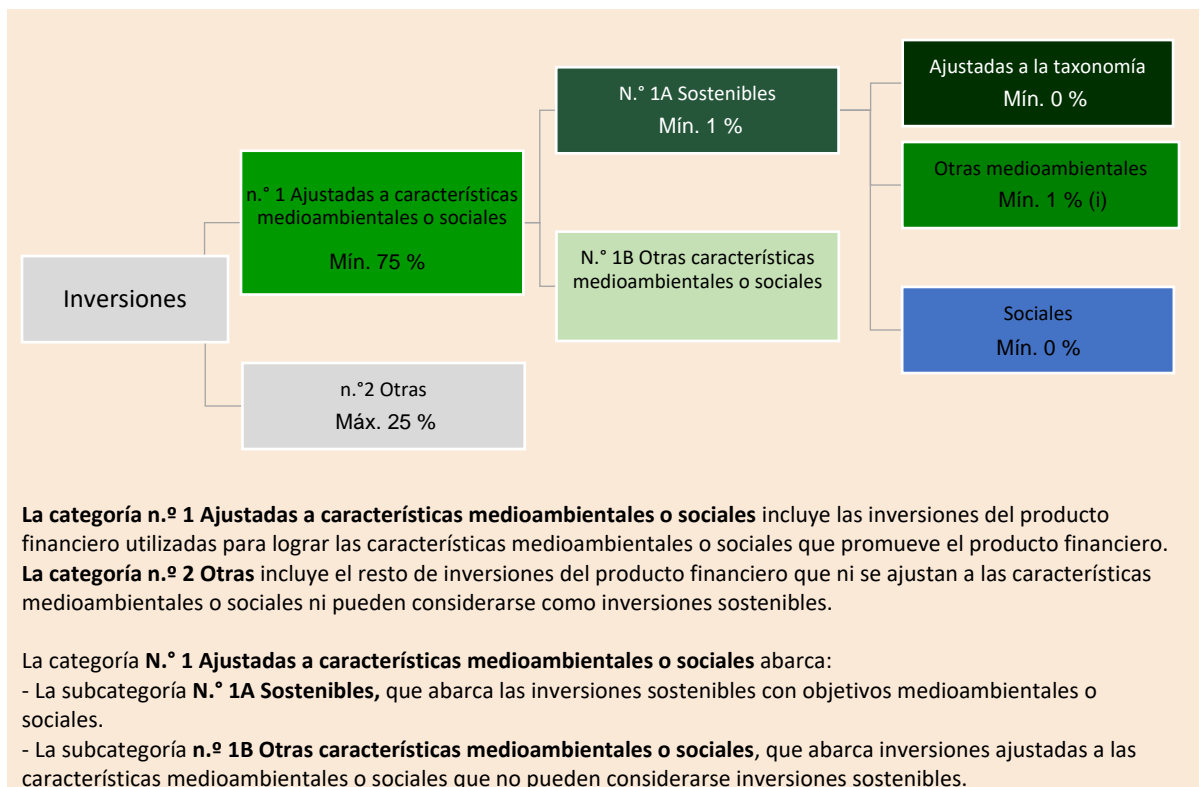 Inversiones
n.° 1 Ajustadas a características
medioambientales o sociales
Mín. 75 %
n.°2 Otras
Máx. 25 %
N.° 1A Sostenibles
Mín. 1 %
N.° 1B Otras características
medioambientales o sociales
Ajustadas a la taxonomía
Mín. 0 %
Otras medioambientales
Mín. 1 % (i)
Sociales
Mín. 0 %
La categoría n.º 1 Ajustadas a características medioambientales o sociales incluye las inversiones del producto
financiero utilizadas para lograr las características medioambientales o sociales que promueve el producto financiero.
La categoría n.º 2 Otras incluye el resto de inversiones del producto financiero que ni se ajustan a las características
medioambientales o sociales ni pueden considerarse como inversiones sostenibles.
La categoría N.° 1 Ajustadas a características medioambientales o sociales abarca:
- La subcategoría N.° 1A Sostenibles, que abarca las inversiones sostenibles con objetivos medioambientales o
sociales.
- La subcategoría n.º 1B Otras características medioambientales o sociales, que abarca inversiones ajustadas a las
características medioambientales o sociales que no pueden considerarse inversiones sostenibles.